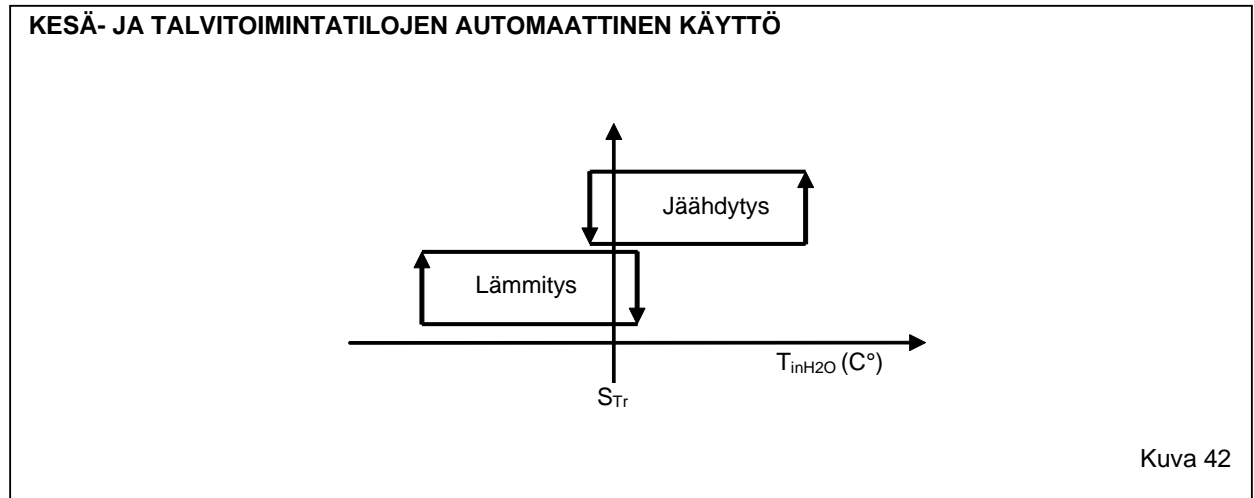 KESÄ- JA TALVITOIMINTATILOJEN AUTOMAATTINEN KÄYTTÖ
Jäähdytys
Lämmitys
TinH2O (C°)
STr
Kuva 42